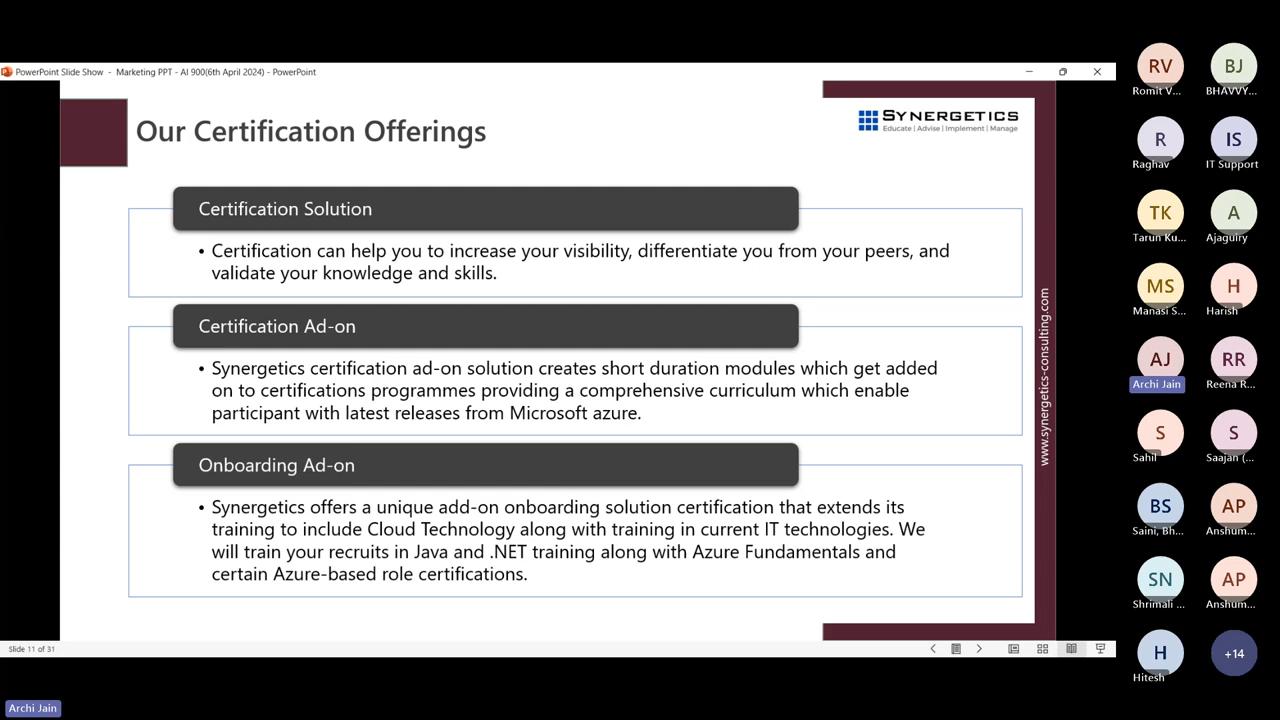 PowerPoint Slide Show - Marketing PPT - AI 900(6th April 2024) - PowerPoint
Our Certification Offerings
SYNERGETICS
Educate | Advise | Implement | Manage
Certification Solution
• Certification can help you to increase your visibility, differentiate you from your peers, and
validate your knowledge and skills.
Certification Ad-on
• Synergetics certification ad-on solution creates short duration modules which get added
on to certifications programmes providing a comprehensive curriculum which enable
participant with latest releases from Microsoft azure.
Onboarding Ad-on
• Synergetics offers a unique add-on onboarding solution certification that extends its
training to include Cloud Technology along with training in current IT technologies. We
will train your recruits in Java and .NET training along with Azure Fundamentals and
certain Azure-based role certifications.
www.synergetics-consulting.com
Slide 11 of 31
RV
Romit V...
BJ
BHAVVY...
R
Raghav
IS
IT Support
TK
Tarun Ku...
A
Ajaguiry
MS
Manasi S...
H
Harish
AJ
Archi Jain
RR
Reena R...
S
Sahil
S
Saajan (...
BS
Saini, Bh...
AP
Anshum...
SN
Shrimali ...
AP
Anshum...
H
Hitesh
+14
Archi Jain